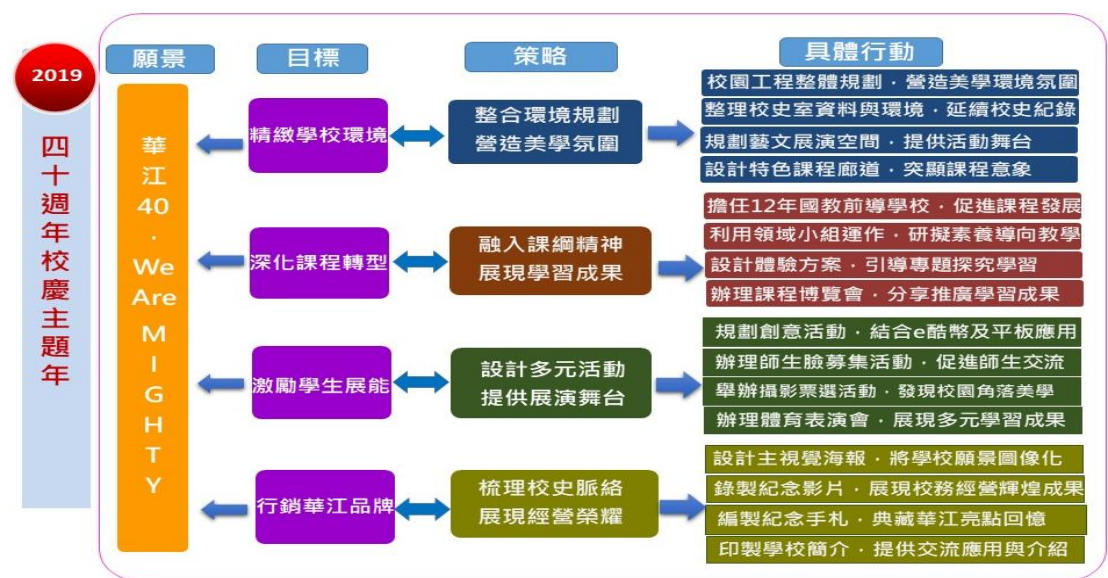 2019
四十週年校慶主題年
願景
目標
策略
具體行動
華江
40
·
We
Are
M
I
G
H
T
Y
精緻學校環境
整合環境規劃
營造美學氛圍
校園工程整體規劃·營造美學環境氛圍
整理校史室資料與環境·延續校史紀錄
規劃藝文展演空間·提供活動舞台
設計特色課程廊道·突顯課程意象
深化課程轉型
融入課綱精神
展現學習成果
擔任12年國教前導學校·促進課程發展
利用領域小組運作·研擬素養導向教學
設計體驗方案·引導專題探究學習
辦理課程博覽會·分享推廣學習成果
激勵學生展能
設計多元活動
提供展演舞台
規劃創意活動·結合e酷幣及平板應用
辦理師生臉募集活動·促進師生交流
舉辦攝影票選活動·發現校園角落美學
辦理體育表演會·展現多元學習成果
行銷華江品牌
梳理校史脈絡
展現經營榮耀
設計主視覺海報·將學校願景圖像化
錄製紀念影片·展現校務經營輝煌成果
編製紀念手札·典藏華江亮點回憶
印製學校簡介·提供交流應用與介紹